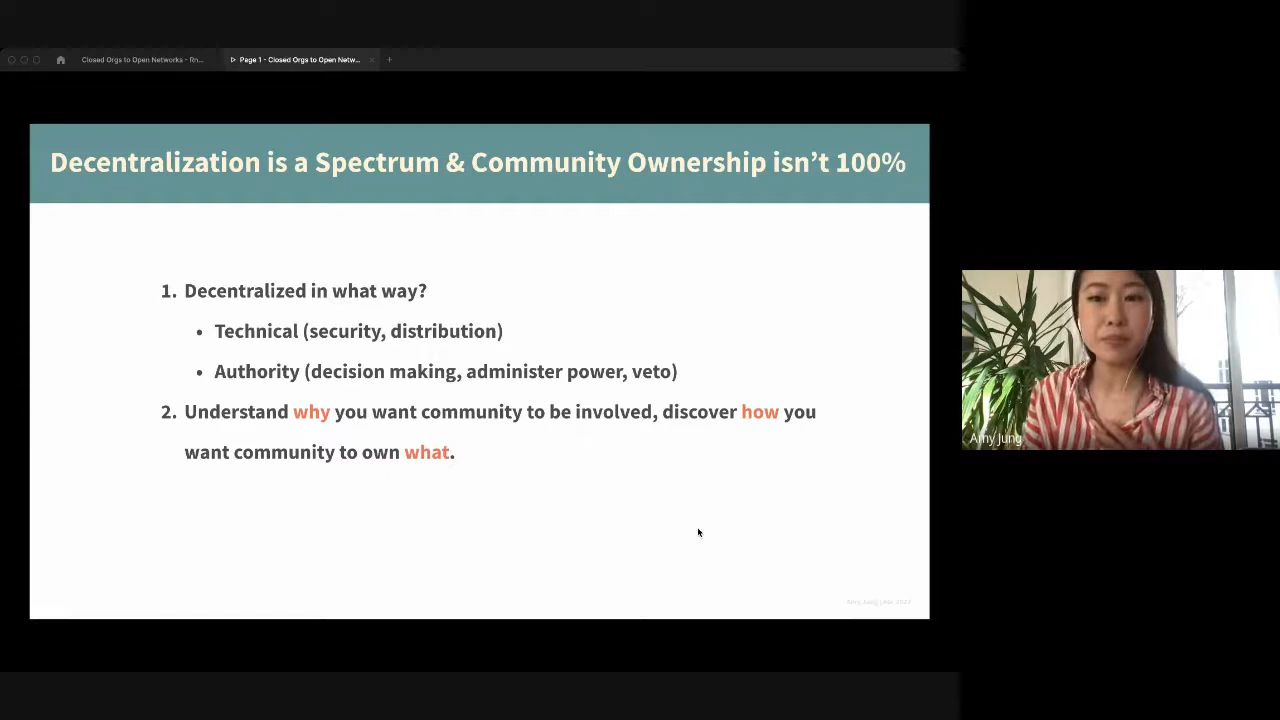 Closed Orgs to Open Networks - fin...
Page 1 - Closed Orgs to Open Netw...
Decentralization is a Spectrum & Community Ownership isn’t 100%
1. Decentralized in what way?
• Technical (security, distribution)
• Authority (decision making, administer power, veto)
2. Understand why you want community to be involved, discover how you
want community to own what.
Amy Jung
Amy Jung